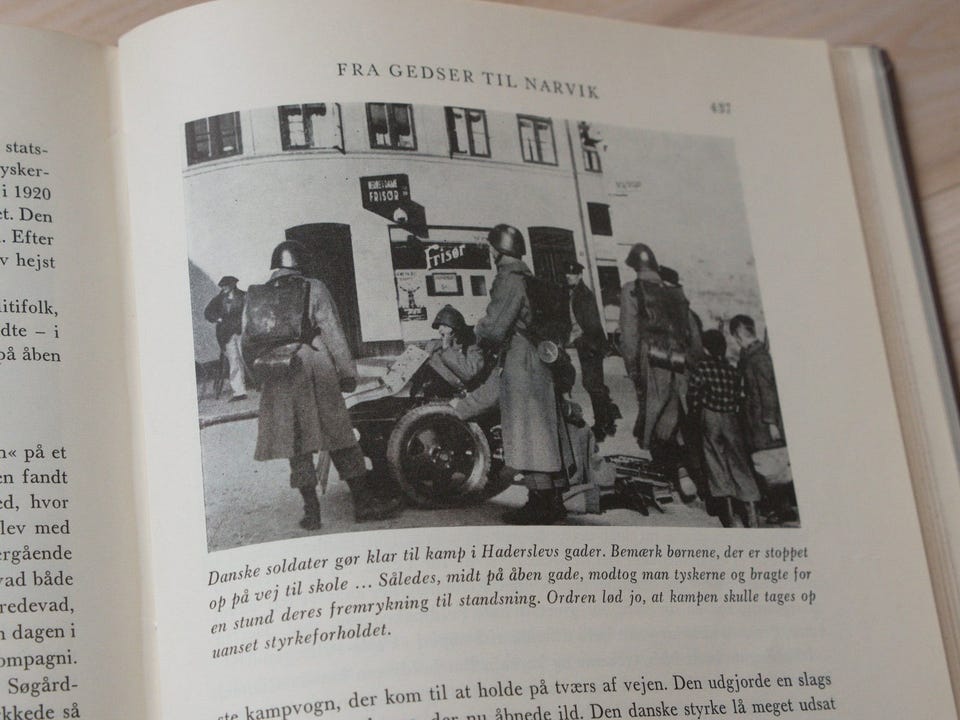 stats-
ysker-
i 1920
et. Den
. Efter
v hejst
itifolk,
dte – i
på åben
n« på et
en fandt
ed, hvor
lev med
ergående
vad både
redevad,
n dagen i
ompagni.
Søgård-
kkede så
FRA GEDSER TIL NARVIK
437
FRISØR
Frisør
Danske soldater gør klar til kamp i Haderslevs gader. Bemærk børnene, der er stoppet
op på vej til skole ... Således, midt på åben gade, modtog man tyskerne og bragte for
en stund deres fremrykning til standsning. Ordren lød jo, at kampen skulle tages op
uanset styrkeforholdet.
ste kampvogn, der kom til at holde på tværs af vejen. Den udgjorde en slags
der nu åbnede ild. Den danske styrke lå meget udsat